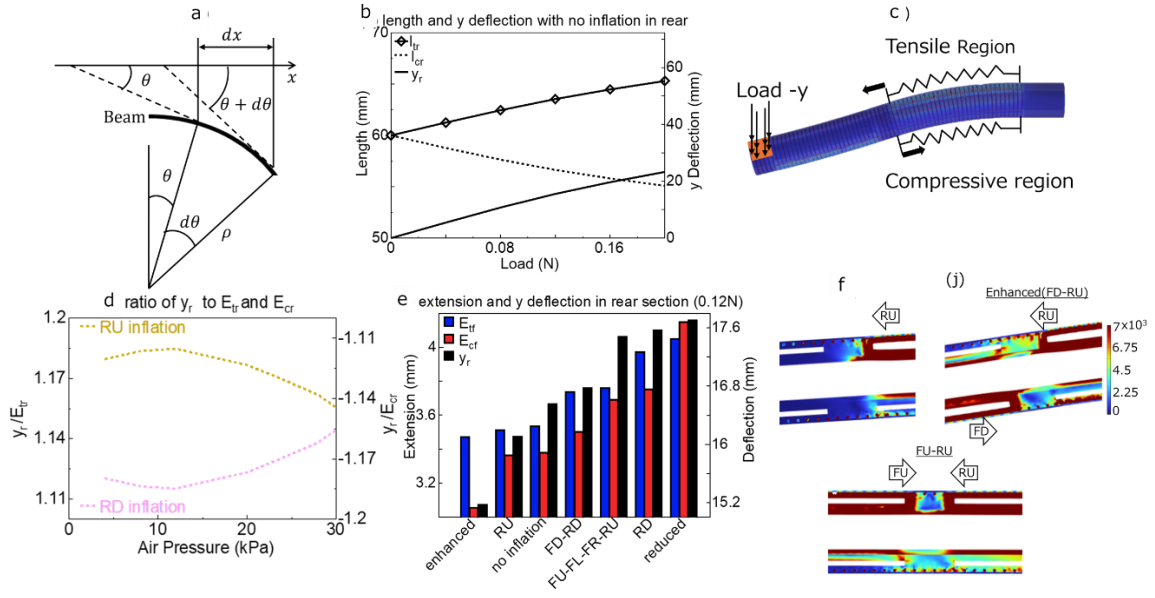 a
dx
x
θ
θ + dθ
Beam
θ
dθ
ρ
b length and y deflection with no inflation in rear
70
60
50
Length (mm)
l_tr
l_cr
y_r
60
40
20
0
y Deflection (mm)
0 0.08 0.16
Load (N)
c )
Tensile Region
Load -y
Compressive region
d ratio of y_r to E_tr and E_cr
1.2
1.17
1.14
1.11
y_r/E_tr
RU inflation
RD inflation
-1.11
-1.14
-1.17
-1.2
y_r/E_cr
0 10 20 30
Air Pressure (kPa)
e extension and y deflection in rear section (0.12N)
E_tf
E_cf
y_r
4
3.6
3.2
Extension (mm)
17.6
16.8
16
15.2
Deflection (mm)
enhanced
RU
no inflation
FD-RD
FU-FL-FR-RU
RD
reduced
f
RU
(j)
Enhanced(FD-RU)
RU
FD
7×10³
6.75
4.5
2.25
0
FU-RU
FU
RU